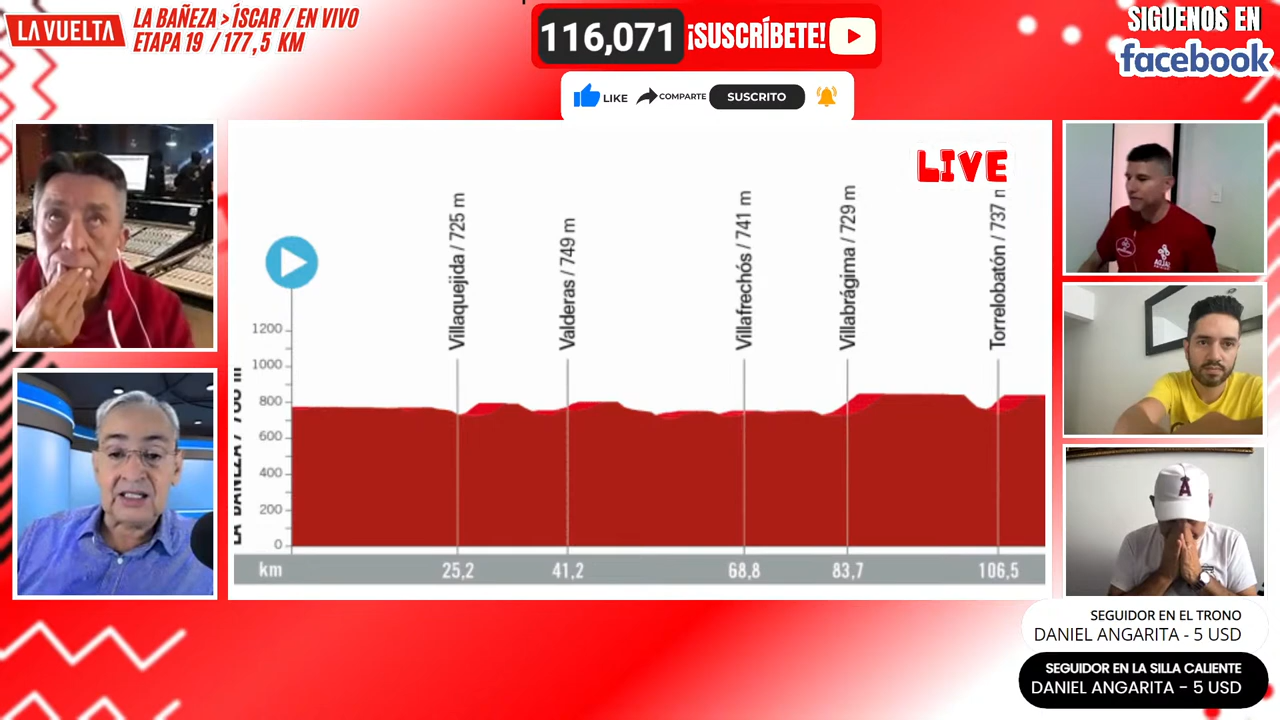 LA VUELTA
LA BAÑEZA > ÍSCAR / EN VIVO
ETAPA 19 / 177,5 KM
116,071
¡SUSCRÍBETE!
SIGUENOS EN
facebook
LIKE
COMPARTE
SUSCRITO
LIVE
Villaquejida / 725 m
Valderas / 749 m
Villafrechós / 741 m
Villabrágima / 729 m
Torrelobatón / 737
1200
1000
800
600
400
200
0
km
25,2
41,2
68,8
83,7
106,5
A
SEGUIDOR EN EL TRONO
DANIEL ANGARITA - 5 USD
SEGUIDOR EN LA SILLA CALIENTE
DANIEL ANGARITA - 5 USD